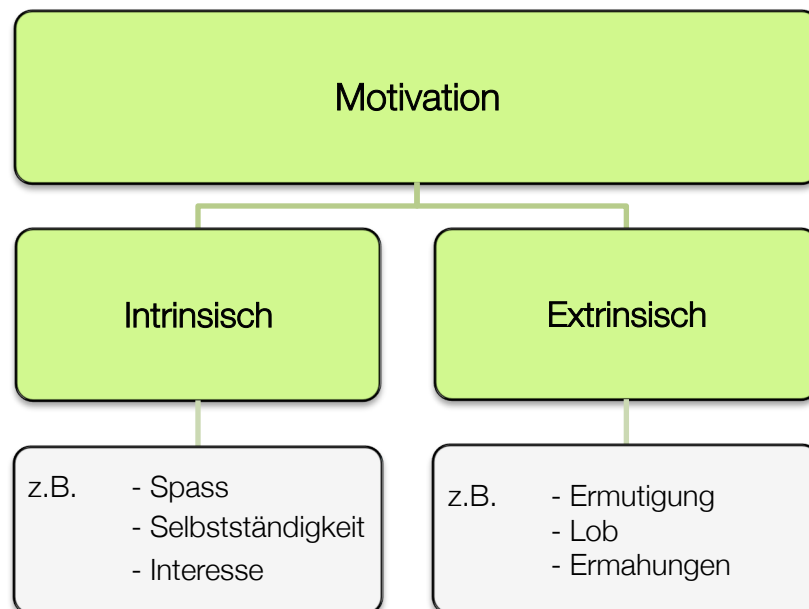 Motivation
Intrinsisch
Extrinsisch
z.B. - Spass
- Selbstständigkeit
- Interesse
z.B. - Ermutigung
- Lob
- Ermahungen